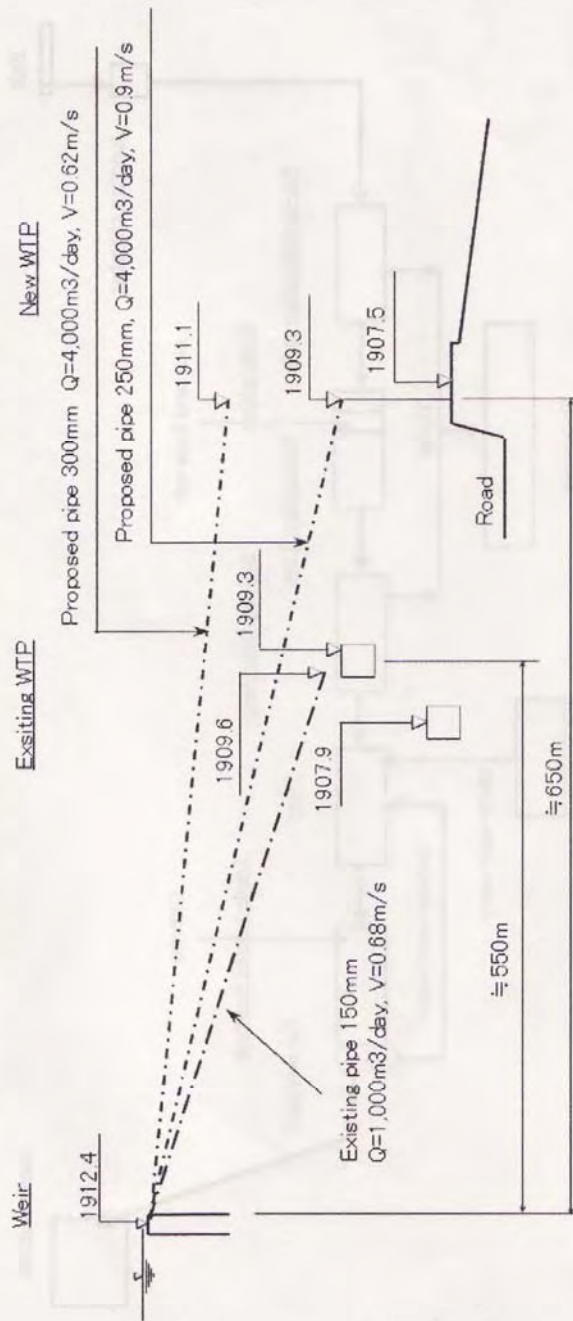 Weir
Exsiting WTP
New WTP
Proposed pipe 300mm Q=4,000m3/day, V=0.62m/s
Proposed pipe 250mm, Q=4,000m3/day, V=0.9m/s
1912.4
1911.1
1909.3
1909.3
1909.6
1907.9
1907.5
Road
Existing pipe 150mm
Q=1,000m3/day, V=0.68m/s
≒550m
≒650m